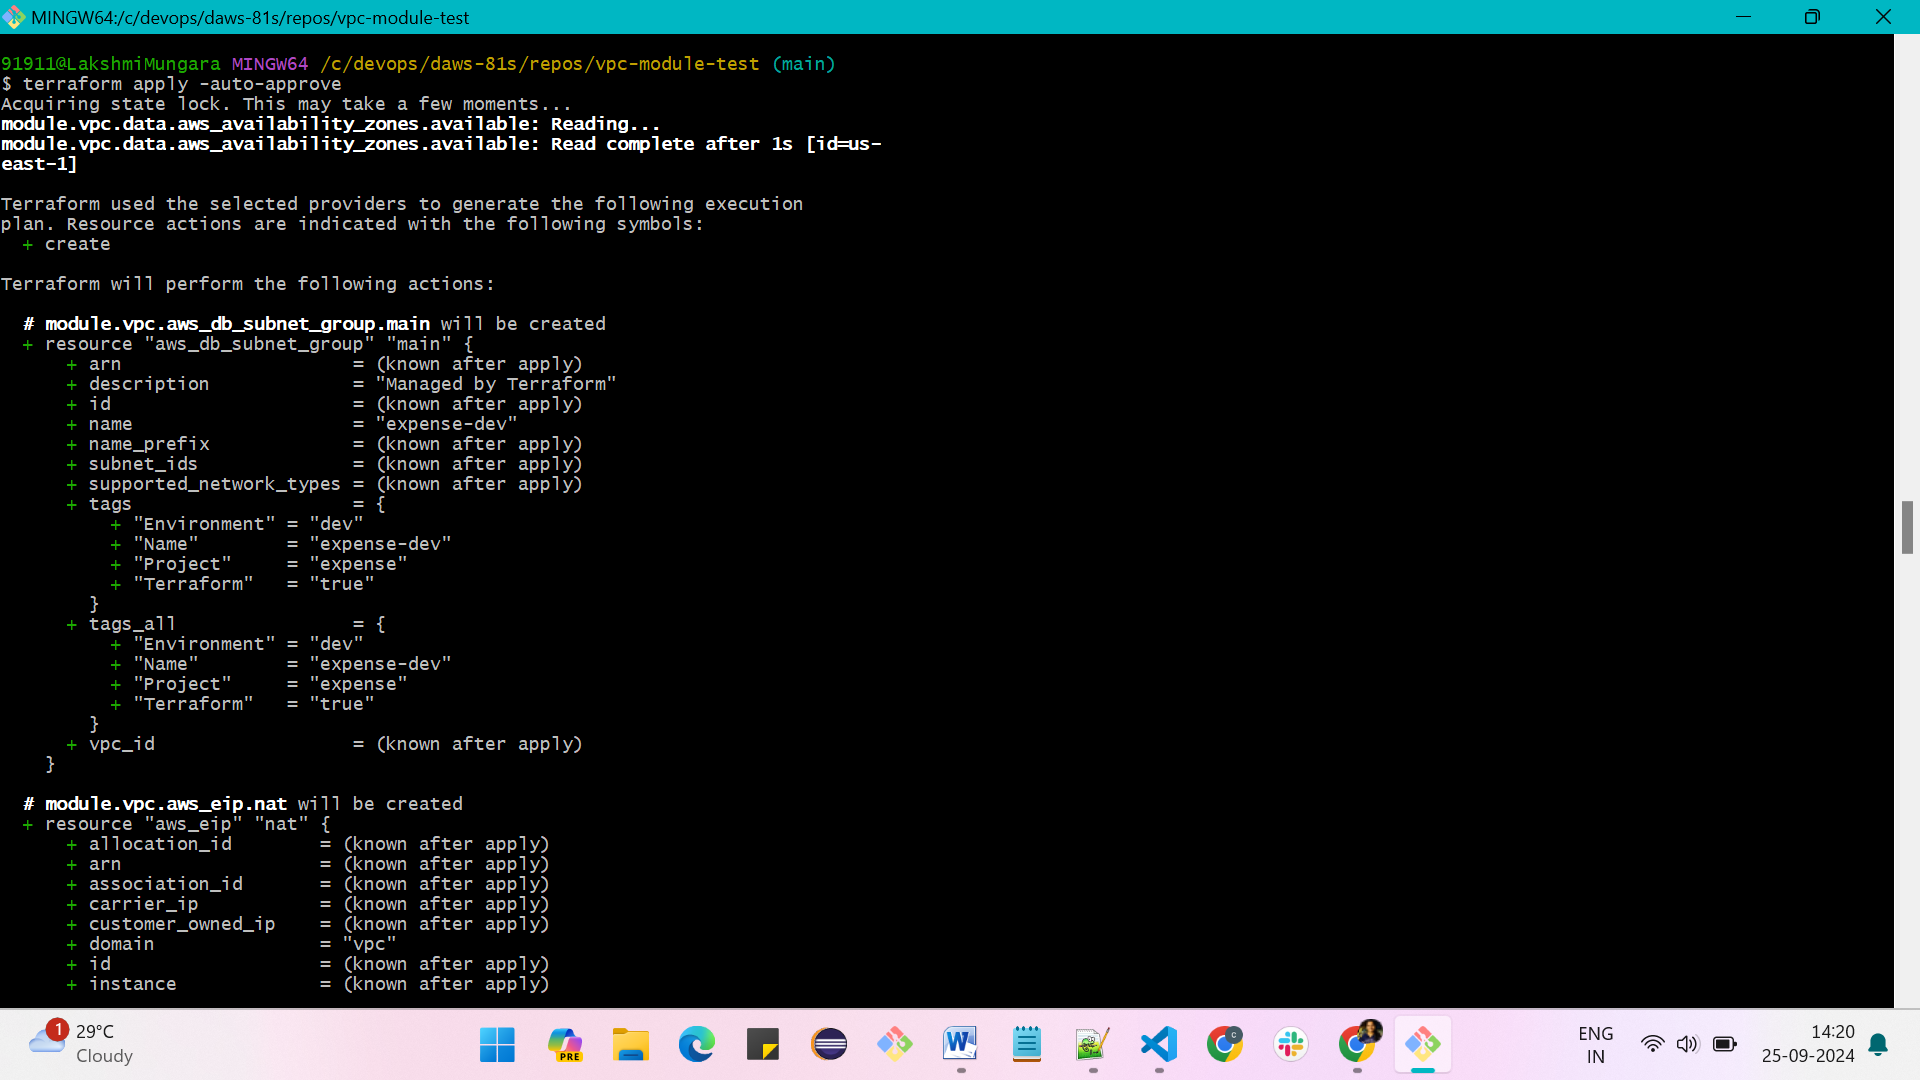 MINGW64:/c/devops/daws-81s/repos/vpc-module-test
91911@LakshmiMungara MINGW64 /c/devops/daws-81s/repos/vpc-module-test (main)
$ terraform apply -auto-approve
Acquiring state lock. This may take a few moments...
module.vpc.data.aws_availability_zones.available: Reading...
module.vpc.data.aws_availability_zones.available: Read complete after 1s [id=us-
east-1]
Terraform used the selected providers to generate the following execution
plan. Resource actions are indicated with the following symbols:
  + create
Terraform will perform the following actions:
  # module.vpc.aws_db_subnet_group.main will be created
  + resource "aws_db_subnet_group" "main" {
      + arn                     = (known after apply)
      + description             = "Managed by Terraform"
      + id                      = (known after apply)
      + name                    = "expense-dev"
      + name_prefix             = (known after apply)
      + subnet_ids              = (known after apply)
      + supported_network_types = (known after apply)
      + tags                    = {
          + "Environment" = "dev"
          + "Name"        = "expense-dev"
          + "Project"     = "expense"
          + "Terraform"   = "true"
        }
      + tags_all                = {
          + "Environment" = "dev"
          + "Name"        = "expense-dev"
          + "Project"     = "expense"
          + "Terraform"   = "true"
        }
      + vpc_id                  = (known after apply)
    }
  # module.vpc.aws_eip.nat will be created
  + resource "aws_eip" "nat" {
      + allocation_id        = (known after apply)
      + arn                  = (known after apply)
      + association_id       = (known after apply)
      + carrier_ip           = (known after apply)
      + customer_owned_ip    = (known after apply)
      + domain               = "vpc"
      + id                   = (known after apply)
      + instance             = (known after apply)
1
29°C
Cloudy
PRE
W
C
ENG
IN
14:20
25-09-2024